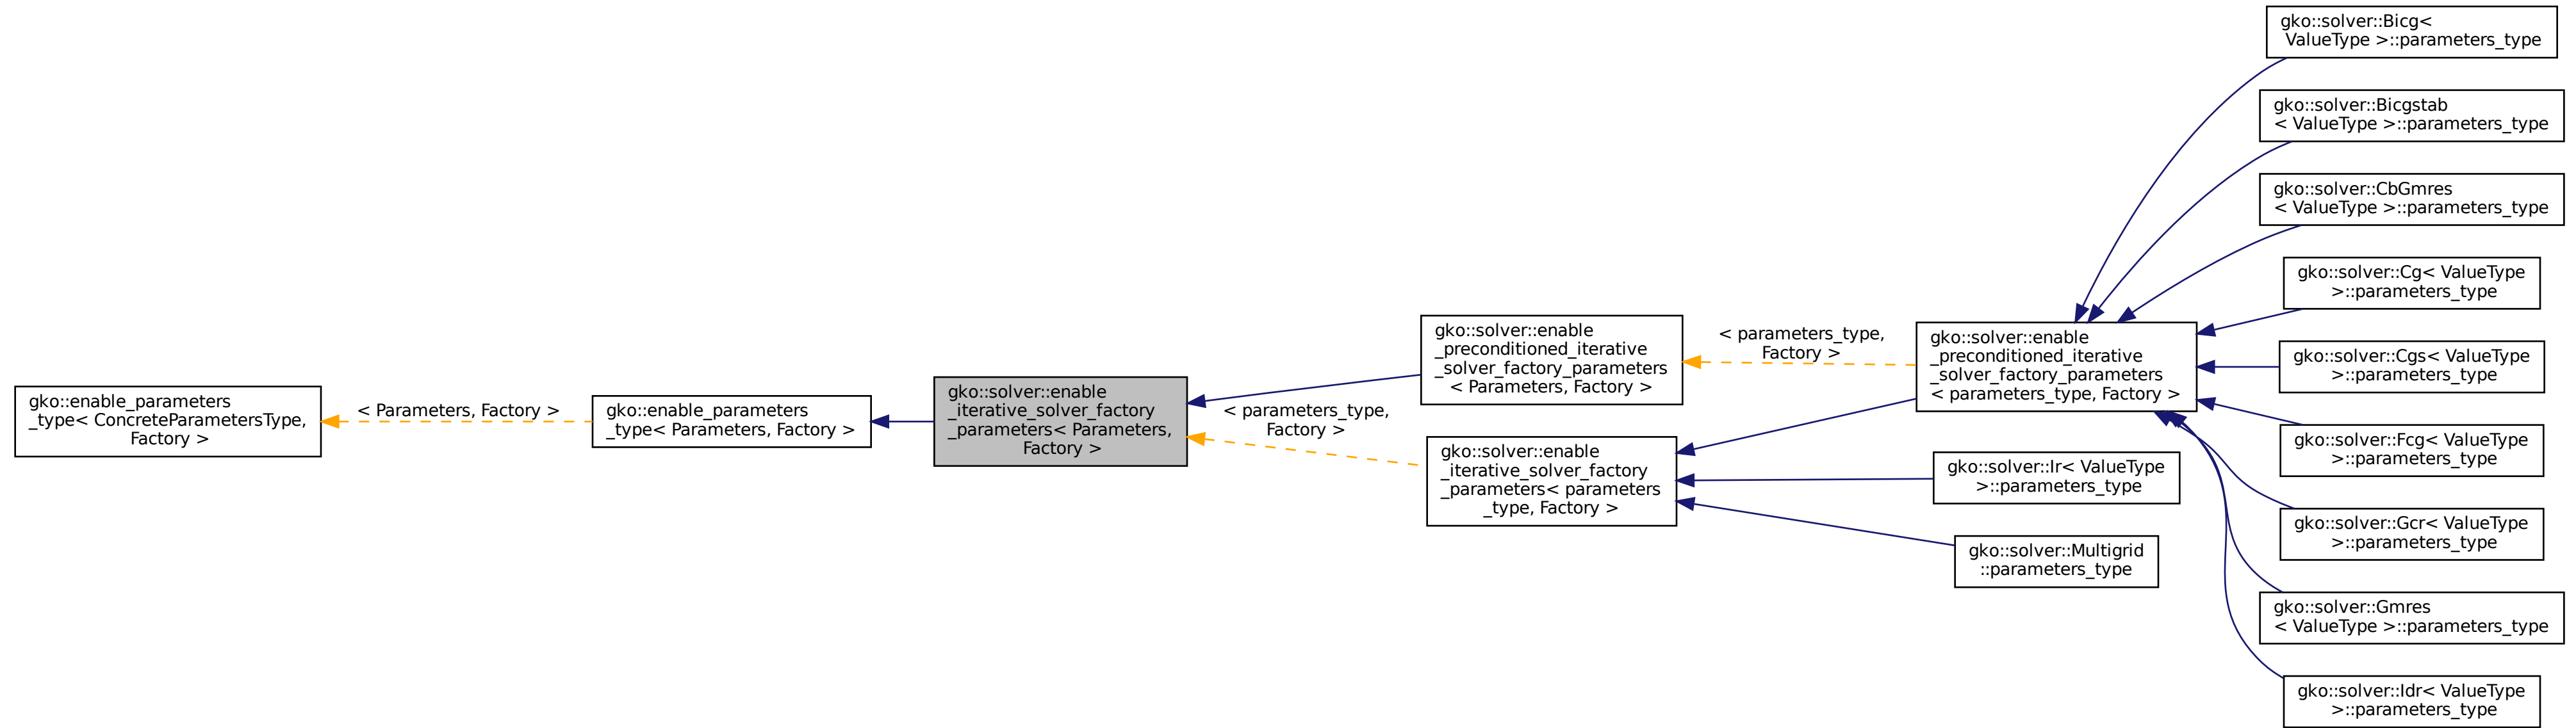 gko::enable_parameters
_type< ConcreteParametersType,
Factory >
< Parameters, Factory >
gko::enable_parameters
_type< Parameters, Factory >
gko::solver::enable
_iterative_solver_factory
_parameters< Parameters,
Factory >
gko::solver::enable
_preconditioned_iterative
_solver_factory_parameters
< Parameters, Factory >
< parameters_type,
Factory >
gko::solver::enable
_iterative_solver_factory
_parameters< parameters
_type, Factory >
< parameters_type,
Factory >
gko::solver::enable
_preconditioned_iterative
_solver_factory_parameters
< parameters_type, Factory >
gko::solver::Ir< ValueType
>::parameters_type
gko::solver::Multigrid
::parameters_type
gko::solver::Bicg<
ValueType >::parameters_type
gko::solver::Bicgstab
< ValueType >::parameters_type
gko::solver::CbGmres
< ValueType >::parameters_type
gko::solver::Cg< ValueType
>::parameters_type
gko::solver::Cgs< ValueType
>::parameters_type
gko::solver::Fcg< ValueType
>::parameters_type
gko::solver::Gcr< ValueType
>::parameters_type
gko::solver::Gmres
< ValueType >::parameters_type
gko::solver::Idr< ValueType
>::parameters_type